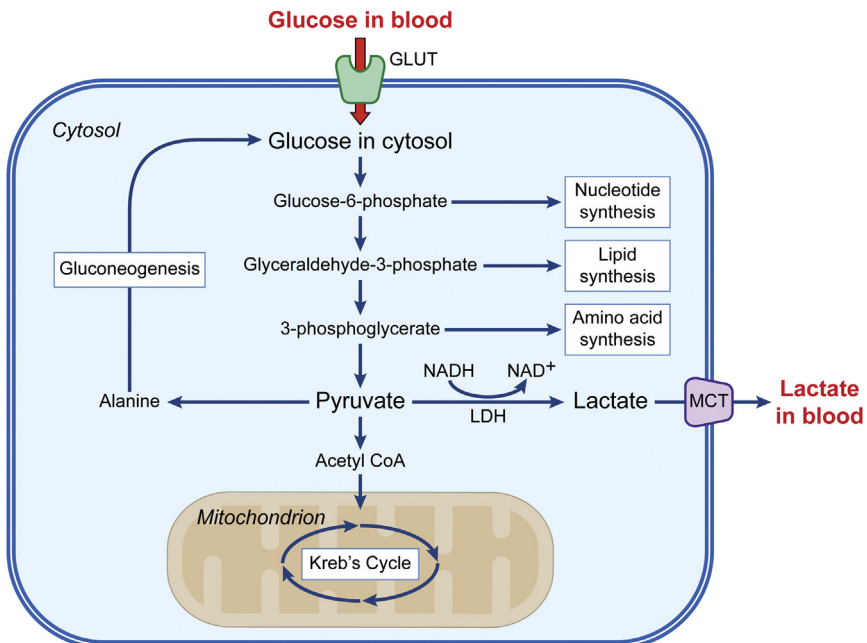 Glucose in blood
GLUT
Cytosol
Glucose in cytosol
Glucose-6-phosphate
Nucleotide
synthesis
Gluconeogenesis
Glyceraldehyde-3-phosphate
Lipid
synthesis
3-phosphoglycerate
Amino acid
synthesis
NADH
NAD+
Alanine
Pyruvate
LDH
Lactate
MCT
Lactate
in blood
Acetyl CoA
Mitochondrion
Kreb's Cycle